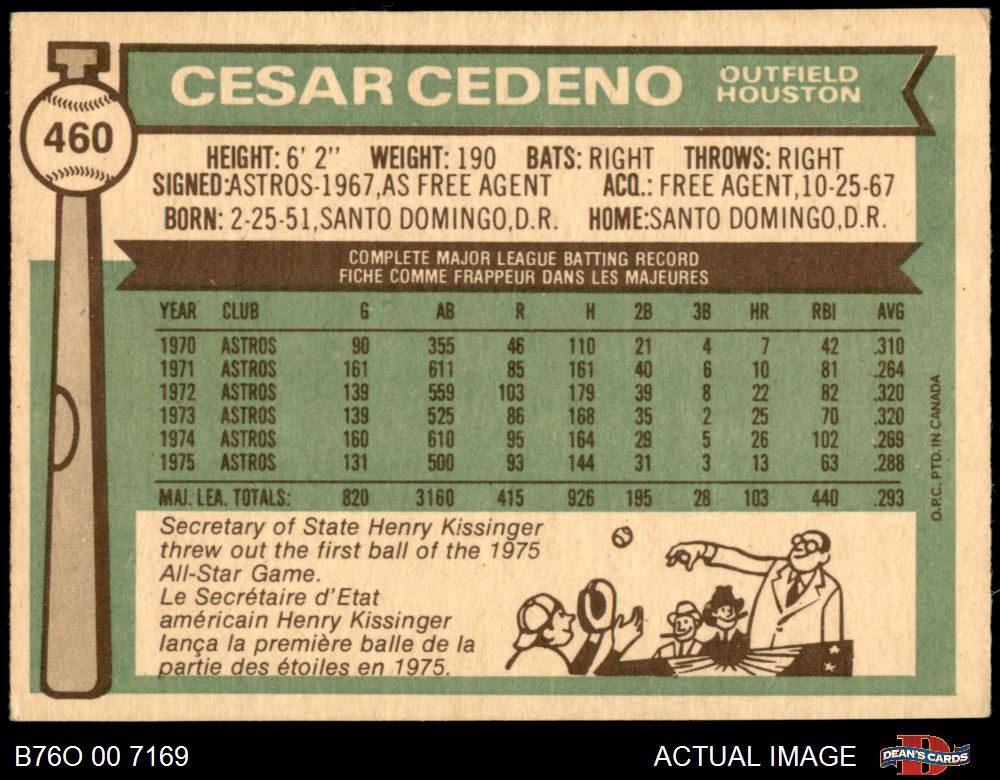 460
CESAR CEDENO OUTFIELD HOUSTON
HEIGHT: 6' 2" WEIGHT: 190 BATS: RIGHT THROWS: RIGHT
SIGNED:ASTROS-1967,AS FREE AGENT ACQ.: FREE AGENT,10-25-67
BORN: 2-25-51,SANTO DOMINGO,D.R. HOME:SANTO DOMINGO,D.R.
COMPLETE MAJOR LEAGUE BATTING RECORD
FICHE COMME FRAPPEUR DANS LES MAJEURES
YEAR CLUB G AB R H 2B 3B HR RBI AVG
1970 ASTROS 90 355 46 110 21 4 7 42 .310
1971 ASTROS 161 611 85 161 40 6 10 81 .264
1972 ASTROS 139 559 103 179 39 8 22 82 .320
1973 ASTROS 139 525 86 168 35 2 25 70 .320
1974 ASTROS 160 610 95 164 29 5 26 102 .269
1975 ASTROS 131 500 93 144 31 3 13 63 .288
MAJ. LEA. TOTALS: 820 3160 415 926 195 28 103 440 .293
O.P.C. PTD. IN CANADA
Secretary of State Henry Kissinger
threw out the first ball of the 1975
All-Star Game.
Le Secrétaire d'Etat
américain Henry Kissinger
lança la première balle de la
partie des étoiles en 1975.
B76O 00 7169 ACTUAL IMAGE DEAN'S CARDS